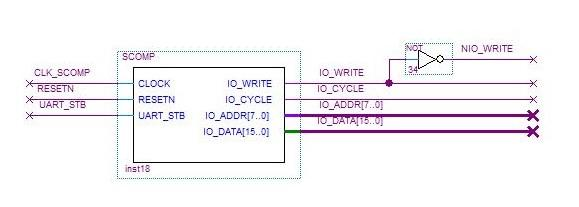 NOT
NIO_WRITE
34
SCOMP
CLK_SCOMP
CLOCK
IO_WRITE
IO_WRITE
RESETN
RESETN
IO_CYCLE
IO_CYCLE
UART_STB
UART_STB
IO_ADDR[7..0]
IO_ADDR[7..0]
IO_DATA[15..0]
IO_DATA[15..0]
inst18